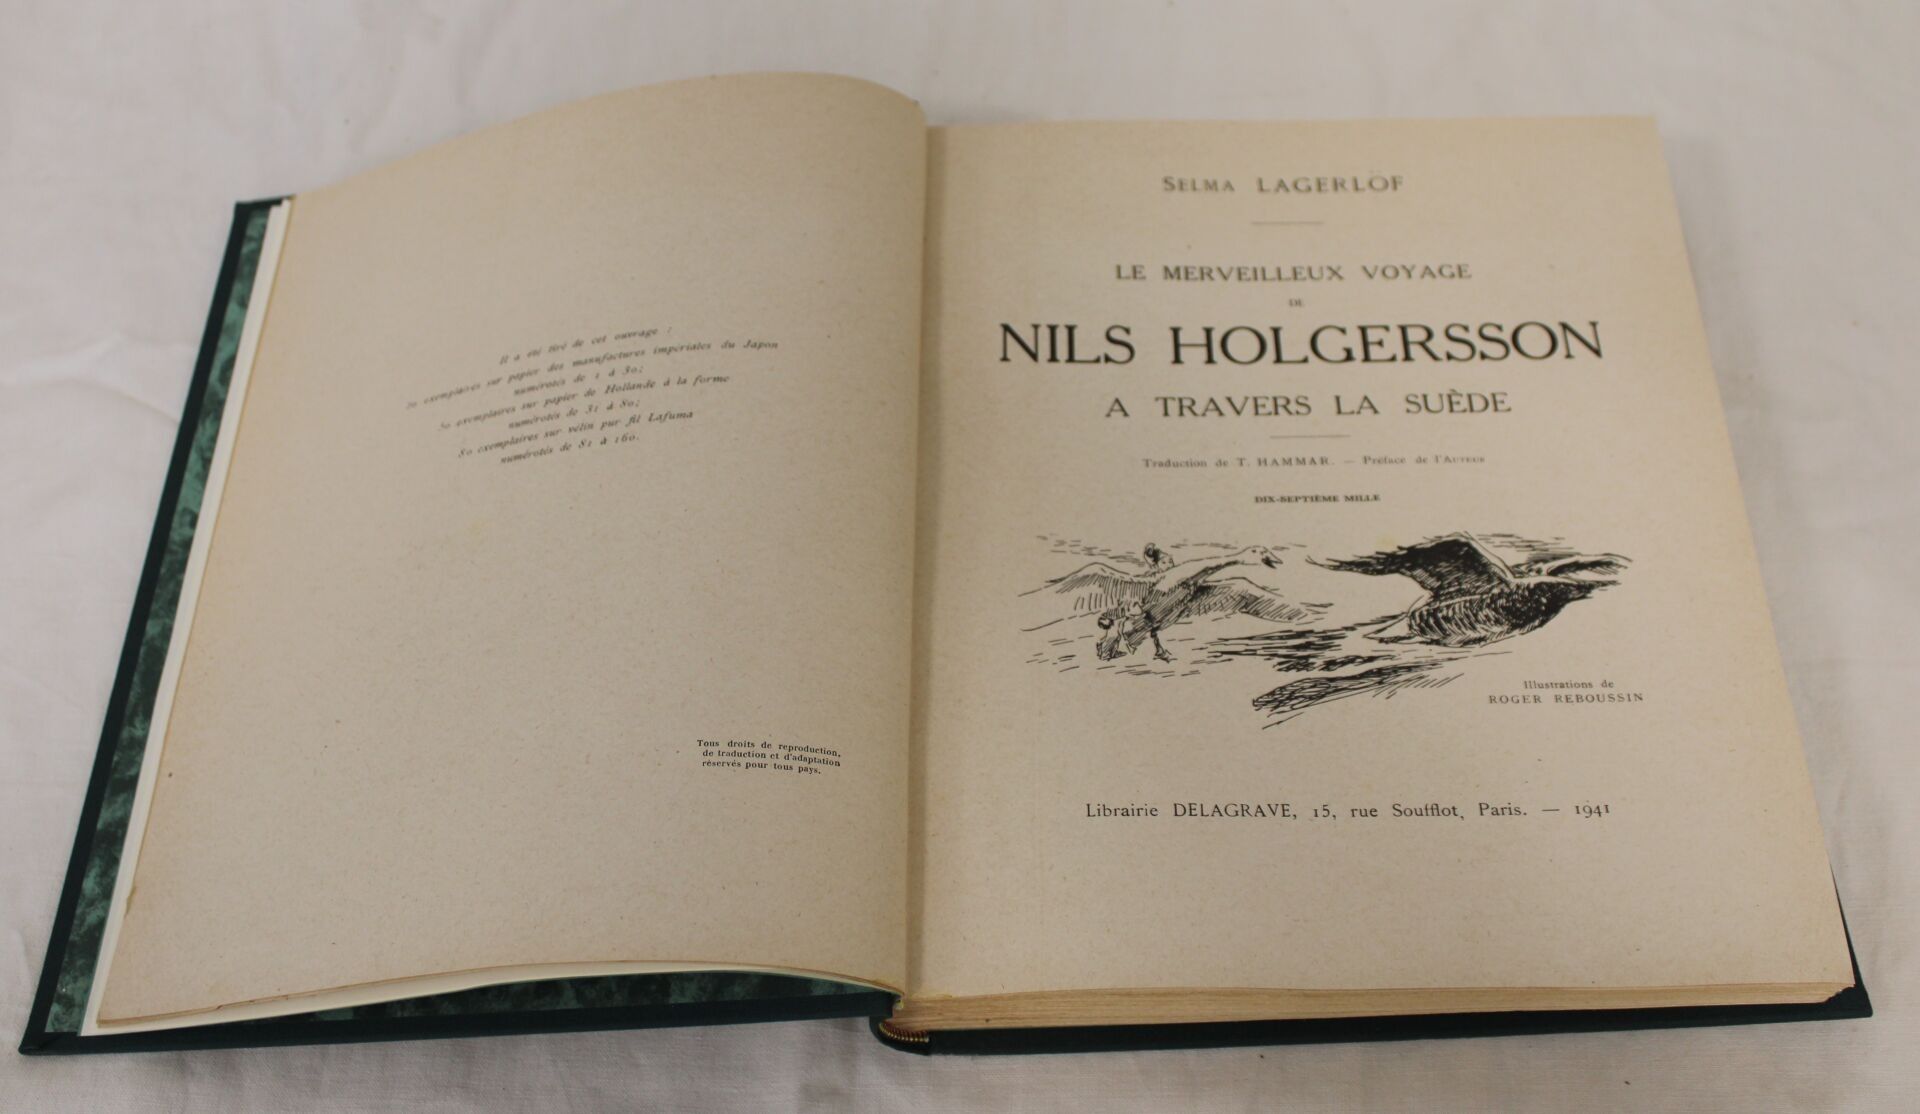 Il a été tiré de cet ouvrage :
exemplaires sur papier des manufactures impériales du Japon
numérotés de 1 à 30;
50 exemplaires sur papier de Hollande à la forme
numérotés de 31 à 80;
80 exemplaires sur vélin pur fil Lafuma
numérotés de 81 à 160.
Tous droits de reproduction,
de traduction et d'adaptation
réservés pour tous pays.
SELMA LAGERLÖF
LE MERVEILLEUX VOYAGE
DE
NILS HOLGERSSON
A TRAVERS LA SUÈDE
Traduction de T. HAMMAR. — Préface de l'AUTEUR
DIX-SEPTIÈME MILLE
Illustrations de
ROGER REBOUSSIN
Librairie DELAGRAVE, 15, rue Soufflot, Paris. — 1941